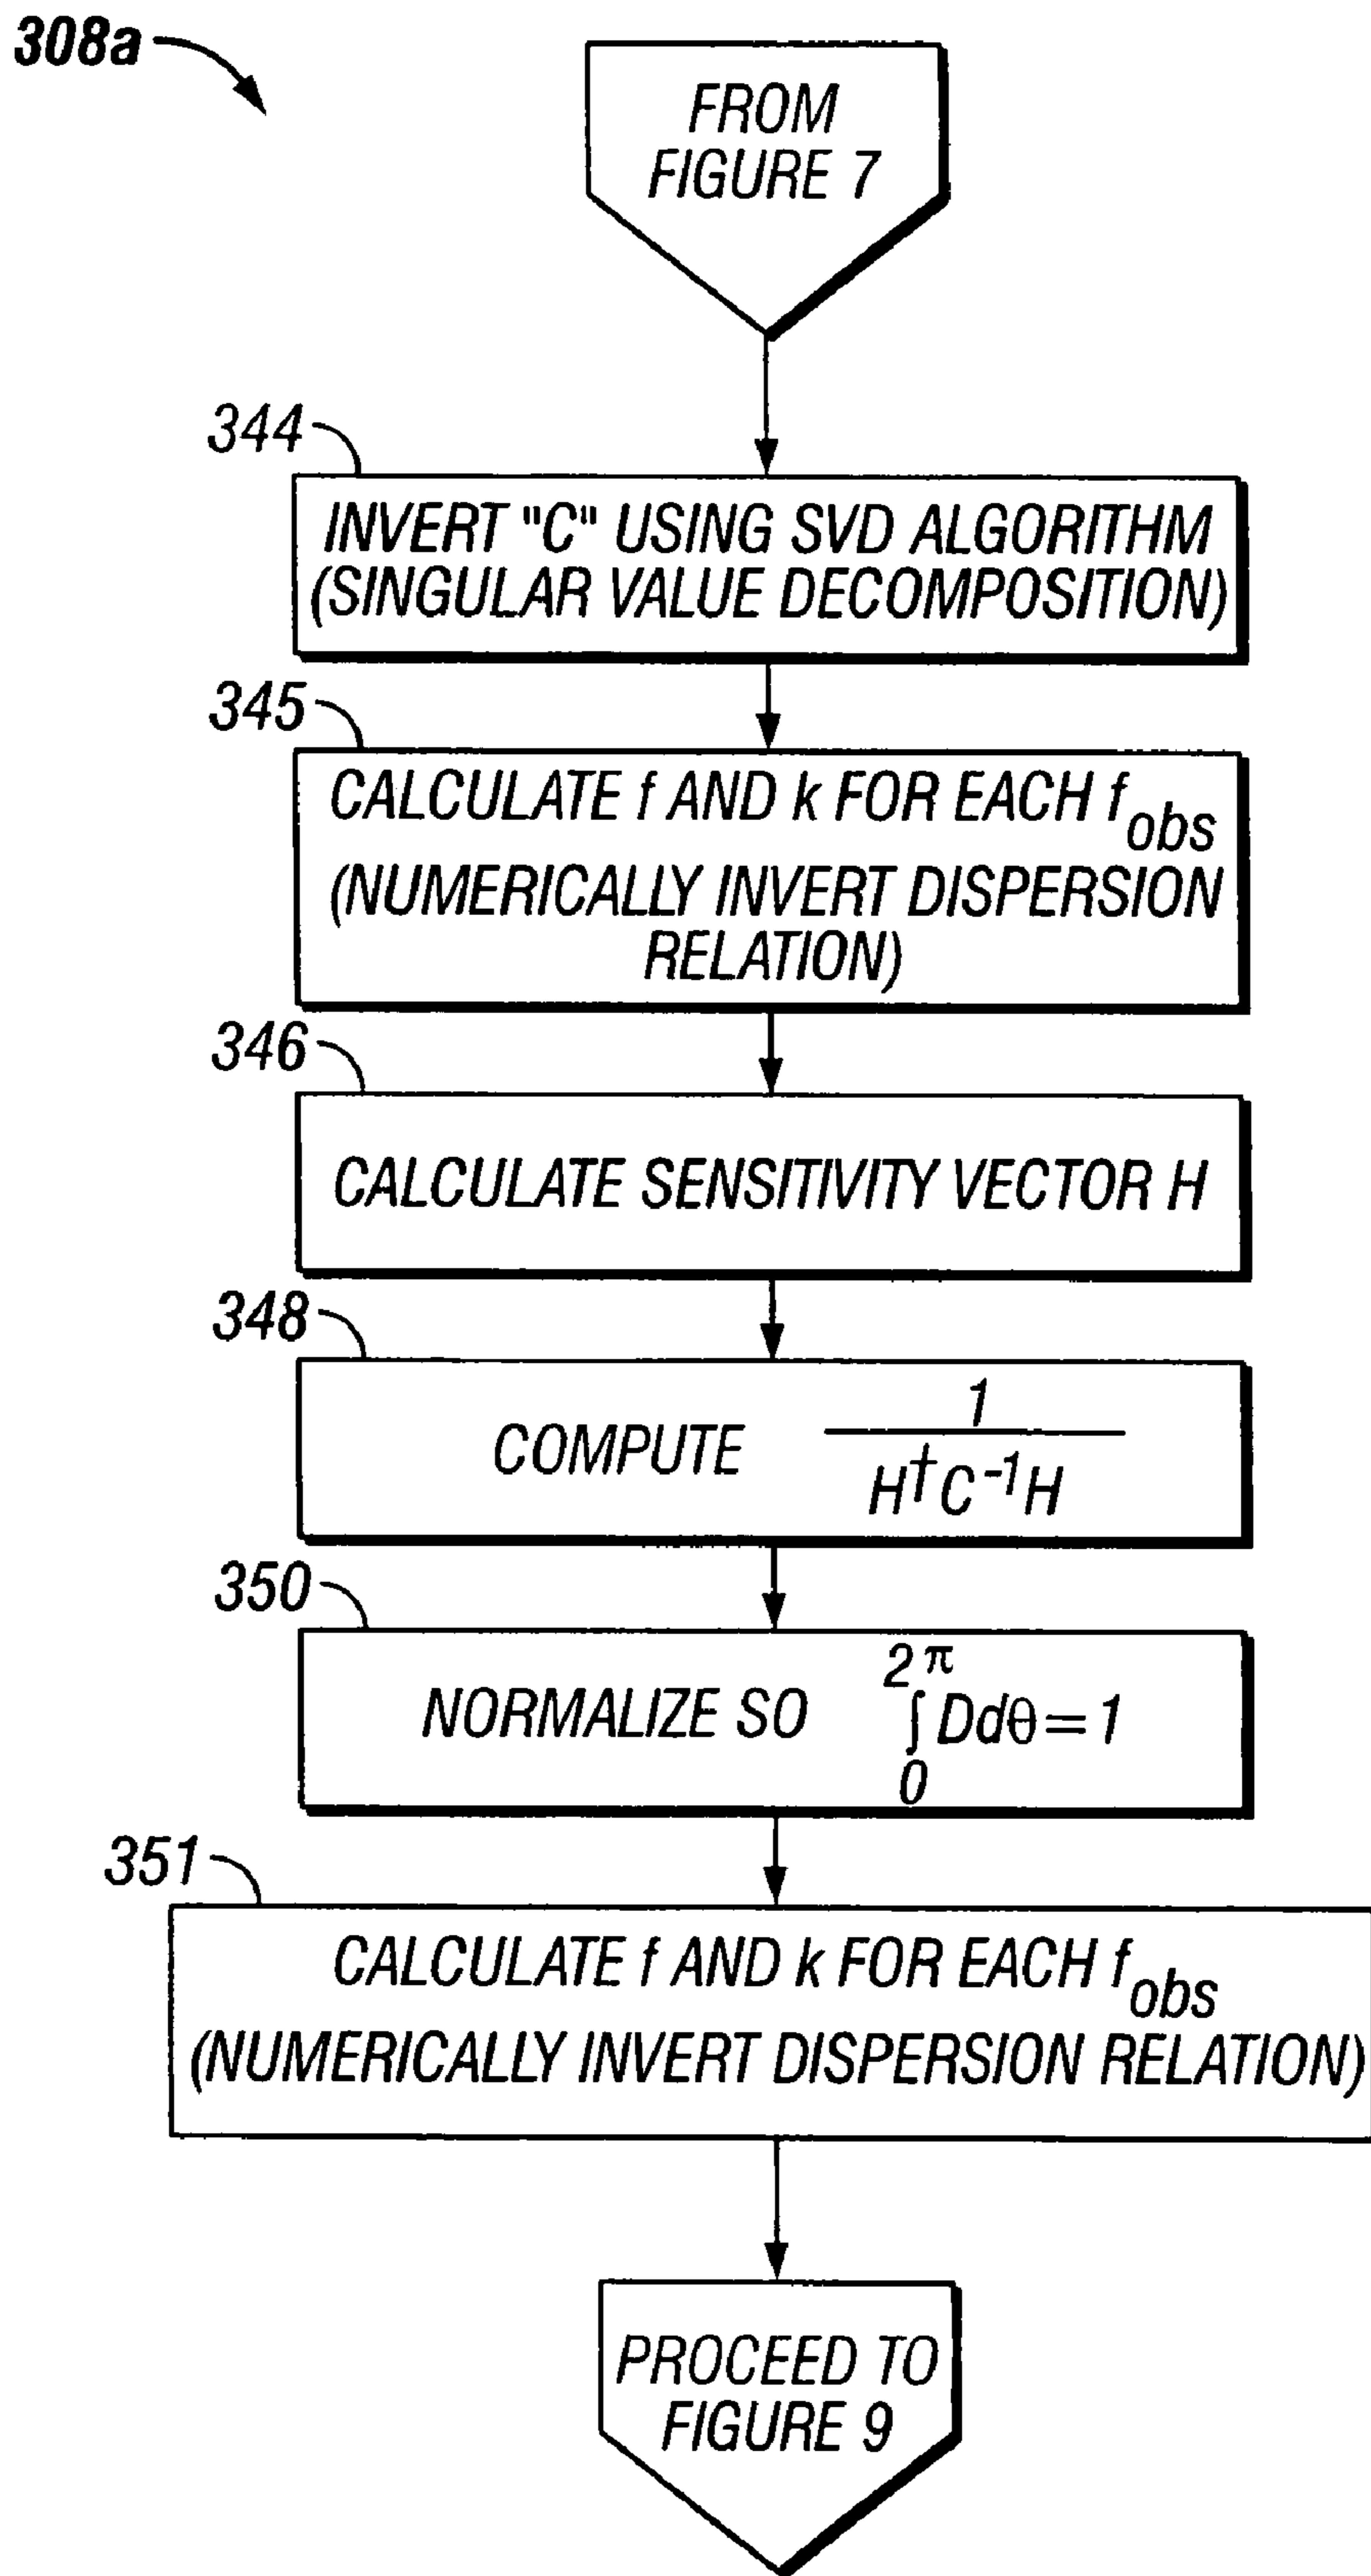 308a
FROM
FIGURE 7
344
INVERT "C" USING SVD ALGORITHM
(SINGULAR VALUE DECOMPOSITION)
345
CALCULATE f AND k FOR EACH f_obs
(NUMERICALLY INVERT DISPERSION
RELATION)
346
CALCULATE SENSITIVITY VECTOR H
348
COMPUTE 1 / H†C⁻¹H
350
NORMALIZE SO ∫₀^2π Ddθ = 1
351
CALCULATE f AND k FOR EACH f_obs
(NUMERICALLY INVERT DISPERSION RELATION)
PROCEED TO
FIGURE 9